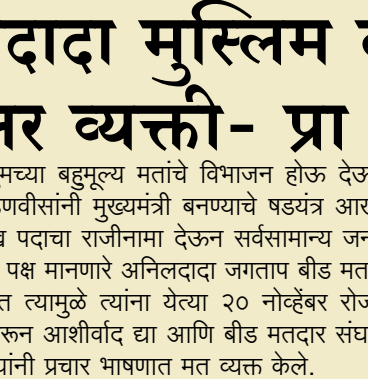 दादा मुस्लिम
र व्यक्ती- प्रा
मच्या बहुमूल्य मतांचे विभाजन होऊ देऊ
णवीसांनी मुख्यमंत्री बनण्याचे षडयंत्र आ
पदाचा राजीनामा देऊन सर्वसामान्य जन
पक्ष मानणारे अनिलदादा जगताप बीड मत
त त्यामुळे त्यांना येत्या २० नोव्हेंबर रोज
रून आशीर्वाद द्या आणि बीड मतदार संघ
यांनी प्रचार भाषणात मत व्यक्त केले.